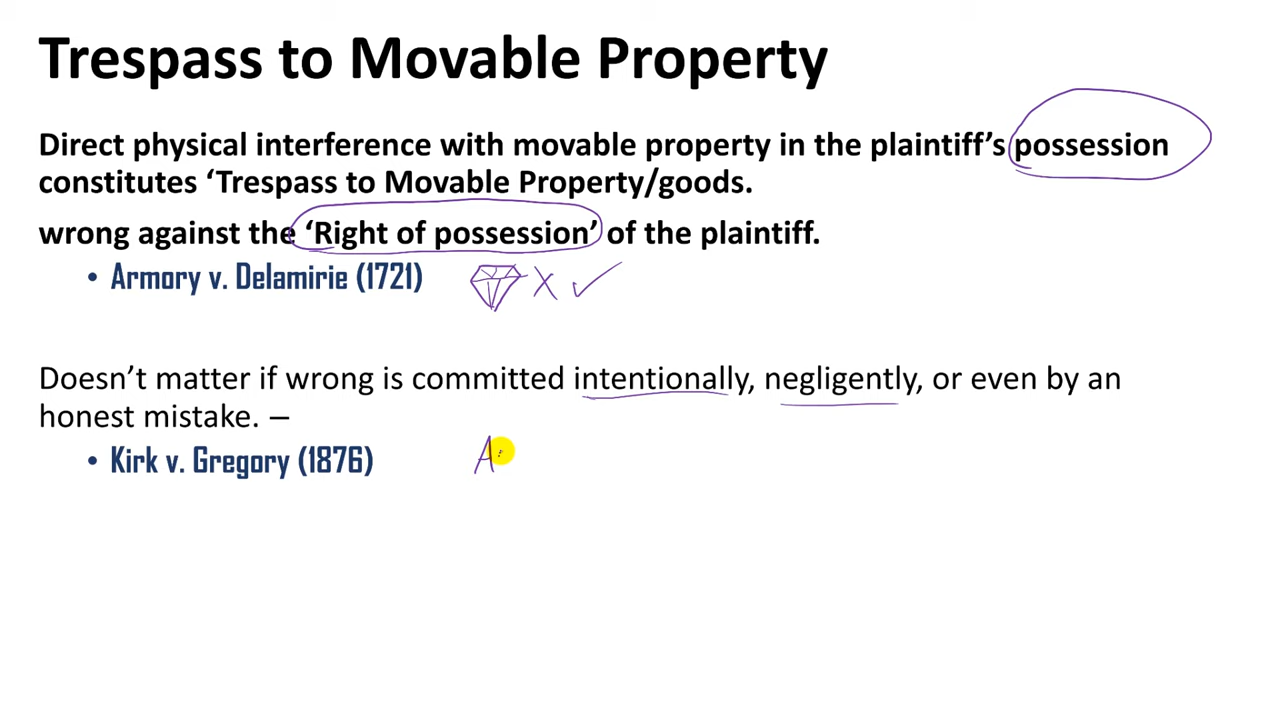 Trespass to Movable Property
Direct physical interference with movable property in the plaintiff’s possession
constitutes ‘Trespass to Movable Property/goods.
wrong against the ‘Right of possession’ of the plaintiff.
• Armory v. Delamirie (1721)
Doesn’t matter if wrong is committed intentionally, negligently, or even by an
honest mistake. –
• Kirk v. Gregory (1876)
A